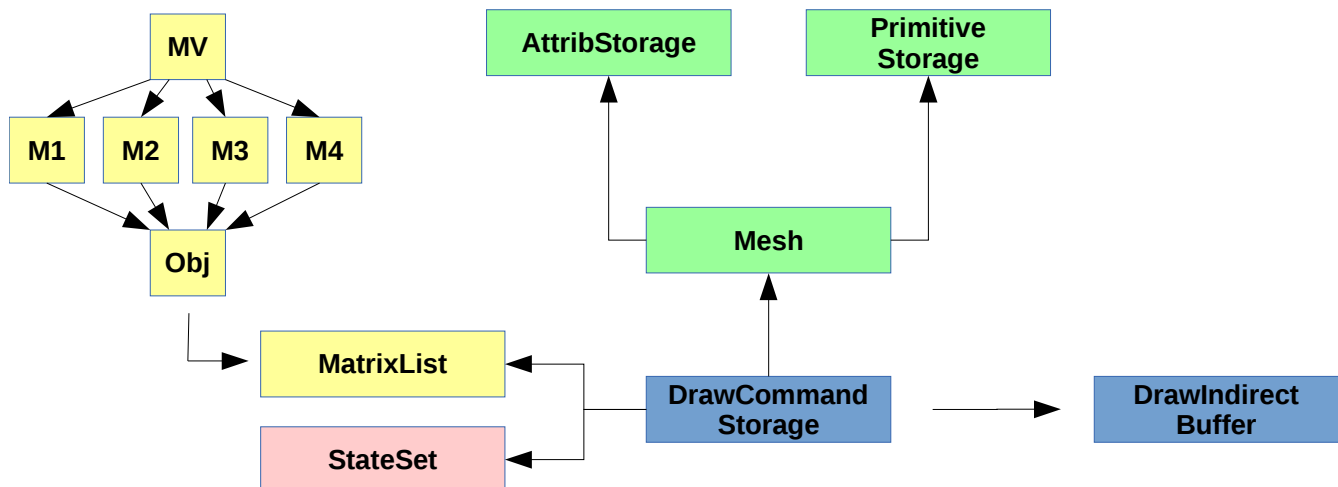 MV
AttribStorage
Primitive
Storage
M1
M2
M3
M4
Mesh
Obj
MatrixList
DrawCommand
Storage
DrawIndirect
Buffer
StateSet